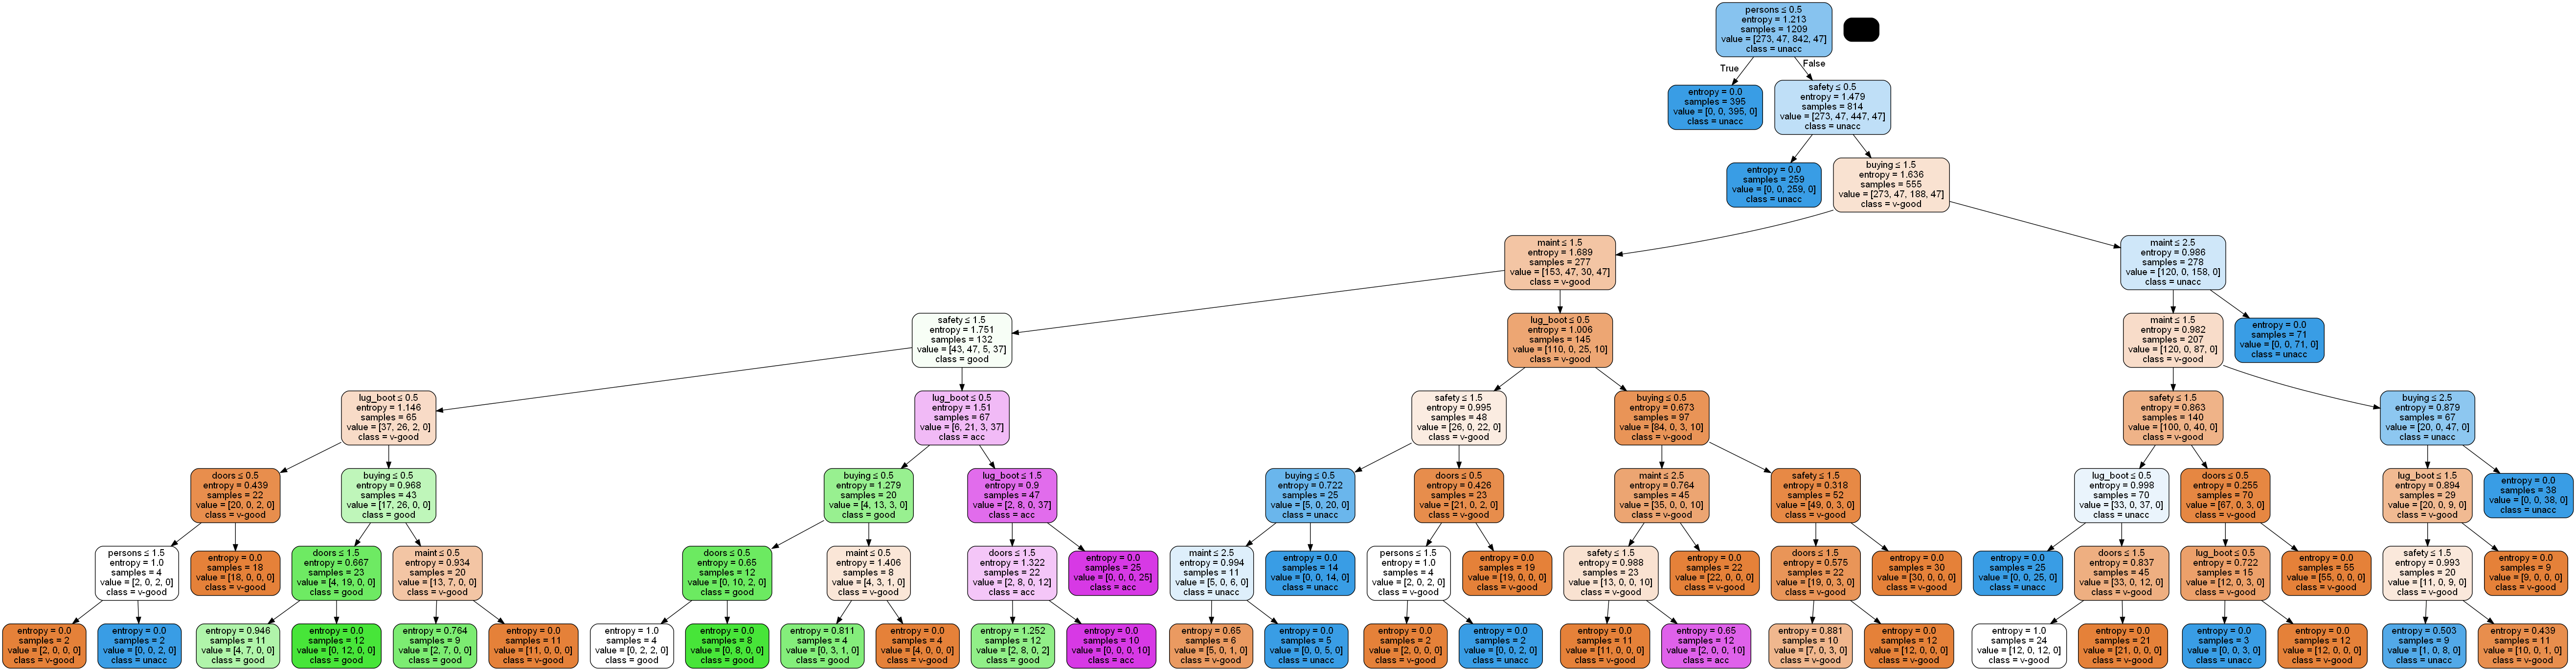 persons ≤ 0.5
entropy = 1.213
samples = 1209
value = [273, 47, 842, 47]
class = unacc
True
False
entropy = 0.0
samples = 395
value = [0, 0, 395, 0]
class = unacc
safety ≤ 0.5
entropy = 1.479
samples = 814
value = [273, 47, 447, 47]
class = unacc
entropy = 0.0
samples = 259
value = [0, 0, 259, 0]
class = unacc
buying ≤ 1.5
entropy = 1.636
samples = 555
value = [273, 47, 188, 47]
class = v-good
maint ≤ 1.5
entropy = 1.689
samples = 277
value = [153, 47, 30, 47]
class = v-good
maint ≤ 2.5
entropy = 0.986
samples = 278
value = [120, 0, 158, 0]
class = unacc
safety ≤ 1.5
entropy = 1.751
samples = 132
value = [43, 47, 5, 37]
class = good
lug_boot ≤ 0.5
entropy = 1.006
samples = 145
value = [110, 0, 25, 10]
class = v-good
maint ≤ 1.5
entropy = 0.982
samples = 207
value = [120, 0, 87, 0]
class = v-good
entropy = 0.0
samples = 71
value = [0, 0, 71, 0]
class = unacc
lug_boot ≤ 0.5
entropy = 1.146
samples = 65
value = [37, 26, 2, 0]
class = v-good
lug_boot ≤ 0.5
entropy = 1.51
samples = 67
value = [6, 21, 3, 37]
class = acc
safety ≤ 1.5
entropy = 0.995
samples = 48
value = [26, 0, 22, 0]
class = v-good
buying ≤ 0.5
entropy = 0.673
samples = 97
value = [84, 0, 3, 10]
class = v-good
safety ≤ 1.5
entropy = 0.863
samples = 140
value = [100, 0, 40, 0]
class = v-good
buying ≤ 2.5
entropy = 0.879
samples = 67
value = [20, 0, 47, 0]
class = unacc
doors ≤ 0.5
entropy = 0.439
samples = 22
value = [20, 0, 2, 0]
class = v-good
buying ≤ 0.5
entropy = 0.968
samples = 43
value = [17, 26, 0, 0]
class = good
buying ≤ 0.5
entropy = 1.279
samples = 20
value = [4, 13, 3, 0]
class = good
lug_boot ≤ 1.5
entropy = 0.9
samples = 47
value = [2, 8, 0, 37]
class = acc
buying ≤ 0.5
entropy = 0.722
samples = 25
value = [5, 0, 20, 0]
class = unacc
doors ≤ 0.5
entropy = 0.426
samples = 23
value = [21, 0, 2, 0]
class = v-good
maint ≤ 2.5
entropy = 0.764
samples = 45
value = [35, 0, 0, 10]
class = v-good
safety ≤ 1.5
entropy = 0.318
samples = 52
value = [49, 0, 3, 0]
class = v-good
lug_boot ≤ 0.5
entropy = 0.998
samples = 70
value = [33, 0, 37, 0]
class = unacc
doors ≤ 0.5
entropy = 0.255
samples = 70
value = [67, 0, 3, 0]
class = v-good
lug_boot ≤ 1.5
entropy = 0.894
samples = 29
value = [20, 0, 9, 0]
class = v-good
entropy = 0.0
samples = 38
value = [0, 0, 38, 0]
class = unacc
persons ≤ 1.5
entropy = 1.0
samples = 4
value = [2, 0, 2, 0]
class = v-good
entropy = 0.0
samples = 18
value = [18, 0, 0, 0]
class = v-good
doors ≤ 1.5
entropy = 0.667
samples = 23
value = [4, 19, 0, 0]
class = good
maint ≤ 0.5
entropy = 0.934
samples = 20
value = [13, 7, 0, 0]
class = v-good
doors ≤ 0.5
entropy = 0.65
samples = 12
value = [0, 10, 2, 0]
class = good
maint ≤ 0.5
entropy = 1.406
samples = 8
value = [4, 3, 1, 0]
class = v-good
doors ≤ 1.5
entropy = 1.322
samples = 22
value = [2, 8, 0, 12]
class = acc
entropy = 0.0
samples = 25
value = [0, 0, 0, 25]
class = acc
maint ≤ 2.5
entropy = 0.994
samples = 11
value = [5, 0, 6, 0]
class = unacc
entropy = 0.0
samples = 14
value = [0, 0, 14, 0]
class = unacc
persons ≤ 1.5
entropy = 1.0
samples = 4
value = [2, 0, 2, 0]
class = v-good
entropy = 0.0
samples = 19
value = [19, 0, 0, 0]
class = v-good
safety ≤ 1.5
entropy = 0.988
samples = 23
value = [13, 0, 0, 10]
class = v-good
entropy = 0.0
samples = 22
value = [22, 0, 0, 0]
class = v-good
doors ≤ 1.5
entropy = 0.575
samples = 22
value = [19, 0, 3, 0]
class = v-good
entropy = 0.0
samples = 30
value = [30, 0, 0, 0]
class = v-good
entropy = 0.0
samples = 25
value = [0, 0, 25, 0]
class = unacc
doors ≤ 1.5
entropy = 0.837
samples = 45
value = [33, 0, 12, 0]
class = v-good
lug_boot ≤ 0.5
entropy = 0.722
samples = 15
value = [12, 0, 3, 0]
class = v-good
entropy = 0.0
samples = 55
value = [55, 0, 0, 0]
class = v-good
safety ≤ 1.5
entropy = 0.993
samples = 20
value = [11, 0, 9, 0]
class = v-good
entropy = 0.0
samples = 9
value = [9, 0, 0, 0]
class = v-good
entropy = 0.0
samples = 2
value = [2, 0, 0, 0]
class = v-good
entropy = 0.0
samples = 2
value = [0, 0, 2, 0]
class = unacc
entropy = 0.946
samples = 11
value = [4, 7, 0, 0]
class = good
entropy = 0.0
samples = 12
value = [0, 12, 0, 0]
class = good
entropy = 0.764
samples = 9
value = [2, 7, 0, 0]
class = good
entropy = 0.0
samples = 11
value = [11, 0, 0, 0]
class = v-good
entropy = 1.0
samples = 4
value = [0, 2, 2, 0]
class = good
entropy = 0.0
samples = 8
value = [0, 8, 0, 0]
class = good
entropy = 0.811
samples = 4
value = [0, 3, 1, 0]
class = good
entropy = 0.0
samples = 4
value = [4, 0, 0, 0]
class = v-good
entropy = 1.252
samples = 12
value = [2, 8, 0, 2]
class = good
entropy = 0.0
samples = 10
value = [0, 0, 0, 10]
class = acc
entropy = 0.65
samples = 6
value = [5, 0, 1, 0]
class = v-good
entropy = 0.0
samples = 5
value = [0, 0, 5, 0]
class = unacc
entropy = 0.0
samples = 2
value = [2, 0, 0, 0]
class = v-good
entropy = 0.0
samples = 2
value = [0, 0, 2, 0]
class = unacc
entropy = 0.0
samples = 11
value = [11, 0, 0, 0]
class = v-good
entropy = 0.65
samples = 12
value = [2, 0, 0, 10]
class = acc
entropy = 0.881
samples = 10
value = [7, 0, 3, 0]
class = v-good
entropy = 0.0
samples = 12
value = [12, 0, 0, 0]
class = v-good
entropy = 1.0
samples = 24
value = [12, 0, 12, 0]
class = v-good
entropy = 0.0
samples = 21
value = [21, 0, 0, 0]
class = v-good
entropy = 0.0
samples = 3
value = [0, 0, 3, 0]
class = unacc
entropy = 0.0
samples = 12
value = [12, 0, 0, 0]
class = v-good
entropy = 0.503
samples = 9
value = [1, 0, 8, 0]
class = unacc
entropy = 0.439
samples = 11
value = [10, 0, 1, 0]
class = v-good